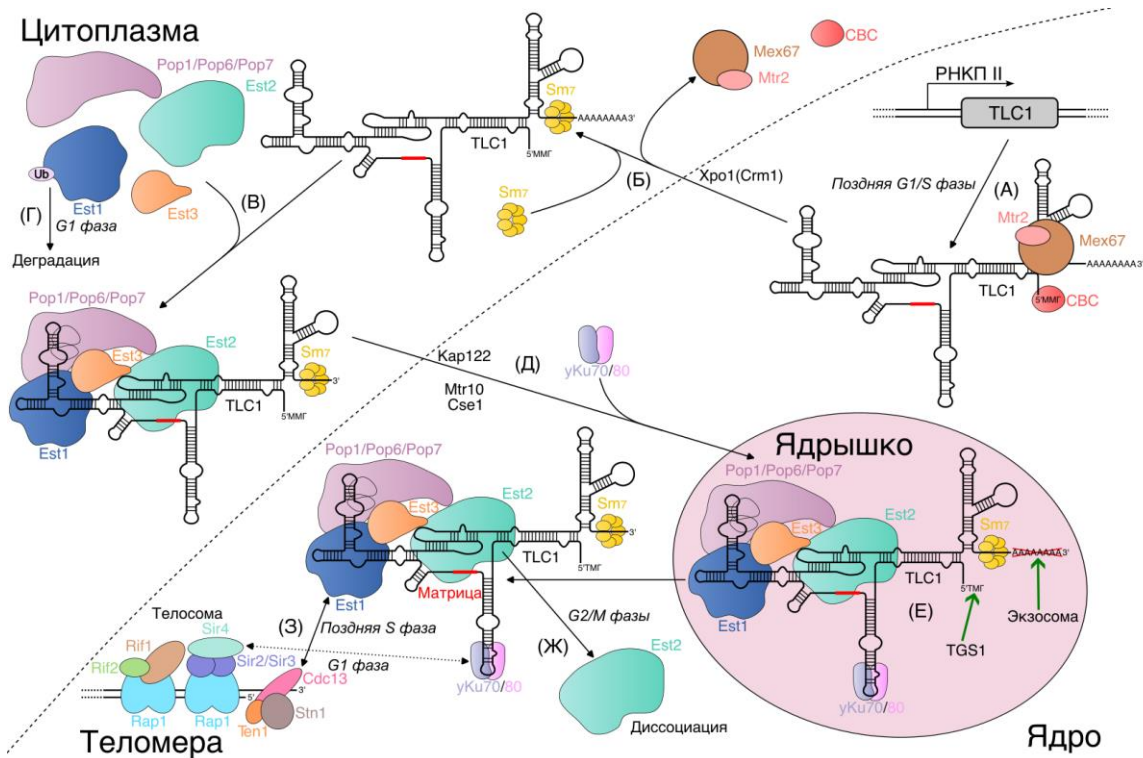 Цитоплазма
Pop1/Pop6/Pop7
Est2
Ub
Est1
Est3
(Г)
G1 фаза
Деградация
(В)
Sm7
AAAAAAAA3'
TLC1
5'ММГ
Sm7
(Б)
Xpo1(Crm1)
Mex67
Mtr2
CBC
РНКП II
TLC1
Поздняя G1/S фазы
(А)
Mtr2
Mex67
AAAAAAAA3'
TLC1
5'ММГ
CBC
Pop1/Pop6/Pop7
Est3
Est2
Sm7
3'
TLC1
5'ММГ
Est1
Kap122
Mtr10
Cse1
(Д)
yKu70/80
Ядрышко
Pop1/Pop6/Pop7
Est3
Est2
Sm7
AAAAAAAA3'
TLC1
5'ТМГ
(Е)
Est1
Экзосома
TGS1
yKu70/80
Ядро
Pop1/Pop6/Pop7
Est3
Est2
Sm7
3'
TLC1
5'ТМГ
Матрица
Est1
(З)
Поздняя S фаза
G1 фаза
yKu70/80
G2/M фазы
(Ж)
Est2
Диссоциация
Телосома
Sir4
Rif1
Rif2
Sir2/Sir3
Cdc13
5'
3'
Rap1
Rap1
Ten1
Stn1
Теломера